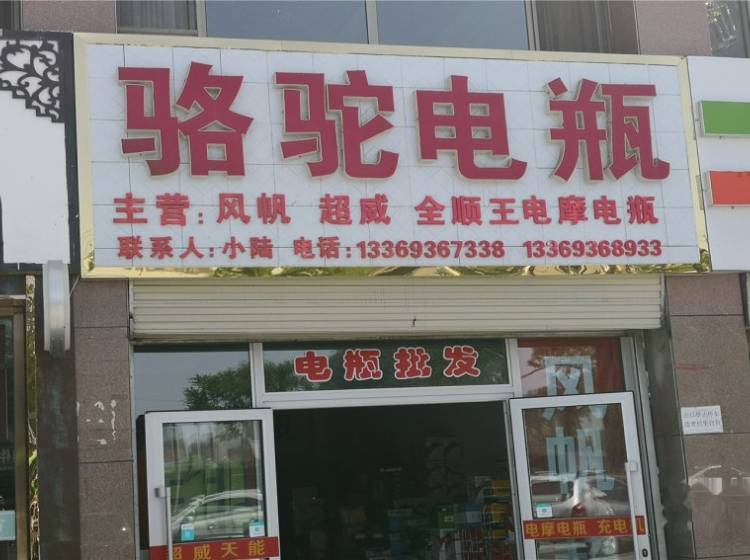 骆驼电瓶
主营:风帆 超威 全顺王电摩电瓶
联系人:小陆 电话:13369367338 13369368933
电瓶批发
风帆
超威天能
电摩电瓶 充电机